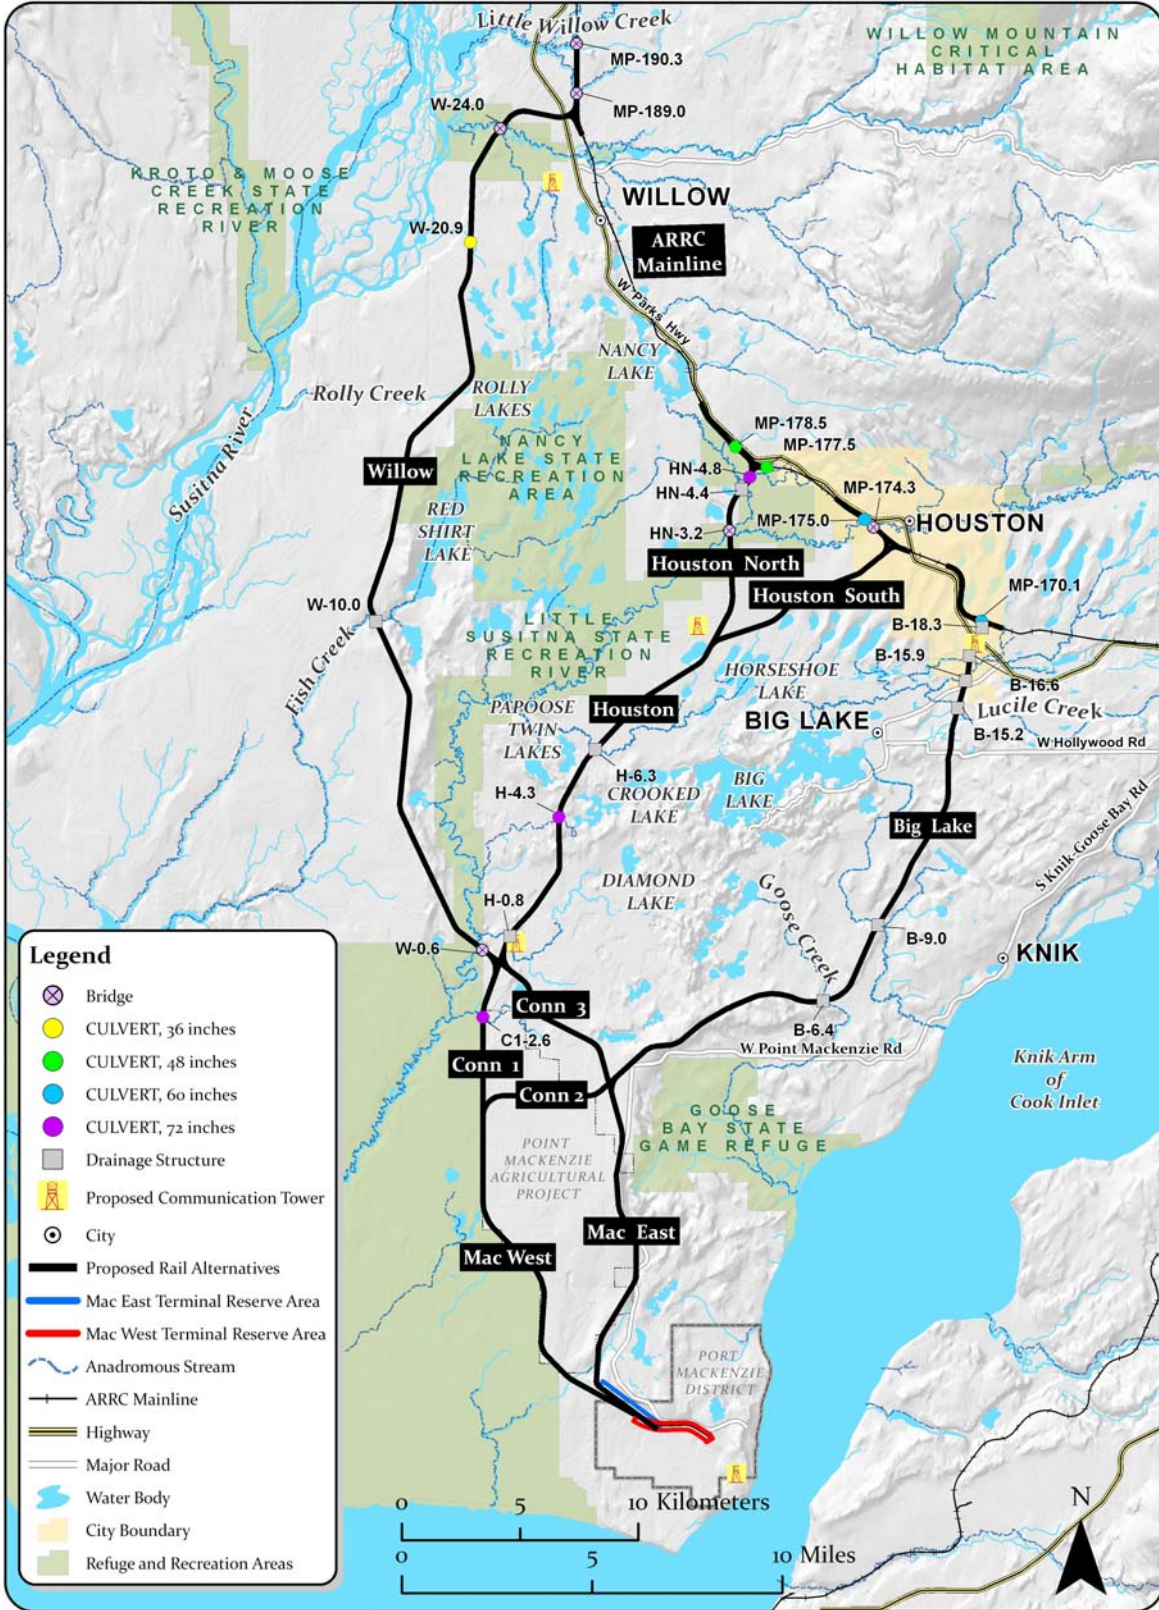 Little Willow Creek
WILLOW MOUNTAIN
CRITICAL
HABITAT AREA
MP-190.3
W-24.0
MP-189.0
KROTO & MOOSE
CREEK STATE
RECREATION
RIVER
WILLOW
W-20.9
ARRC
Mainline
W Parks Hwy
NANCY
LAKE
Rolly Creek
ROLLY
LAKES
Susitna River
MP-178.5
MP-177.5
NANCY
LAKE STATE
RECREATION
AREA
Willow
HN-4.8
HN-4.4
MP-174.3
RED
SHIRT
LAKE
MP-175.0
HOUSTON
HN-3.2
Houston North
Houston South
MP-170.1
W-10.0
LITTLE
SUSITNA STATE
RECREATION
RIVER
B-18.3
B-15.9
B-16.6
Fish Creek
HORSESHOE
LAKE
Houston
PAPOOSE
TWIN
LAKES
BIG LAKE
Lucile Creek
B-15.2
W Hollywood Rd
H-6.3
BIG
LAKE
H-4.3
CROOKED
LAKE
Big Lake
S Knik-Goose Bay Rd
DIAMOND
LAKE
Goose Creek
H-0.8
B-9.0
W-0.6
KNIK
Conn 3
B-6.4
C1-2.6
W Point Mackenzie Rd
Conn 1
Knik Arm
of
Cook Inlet
Conn 2
GOOSE
BAY STATE
GAME REFUGE
POINT
MACKENZIE
AGRICULTURAL
PROJECT
Mac East
Mac West
PORT
MACKENZIE
DISTRICT
Legend
Bridge
CULVERT, 36 inches
CULVERT, 48 inches
CULVERT, 60 inches
CULVERT, 72 inches
Drainage Structure
Proposed Communication Tower
City
Proposed Rail Alternatives
Mac East Terminal Reserve Area
Mac West Terminal Reserve Area
Anadromous Stream
ARRC Mainline
Highway
Major Road
Water Body
City Boundary
Refuge and Recreation Areas
0 5 10 Kilometers
0 5 10 Miles
N